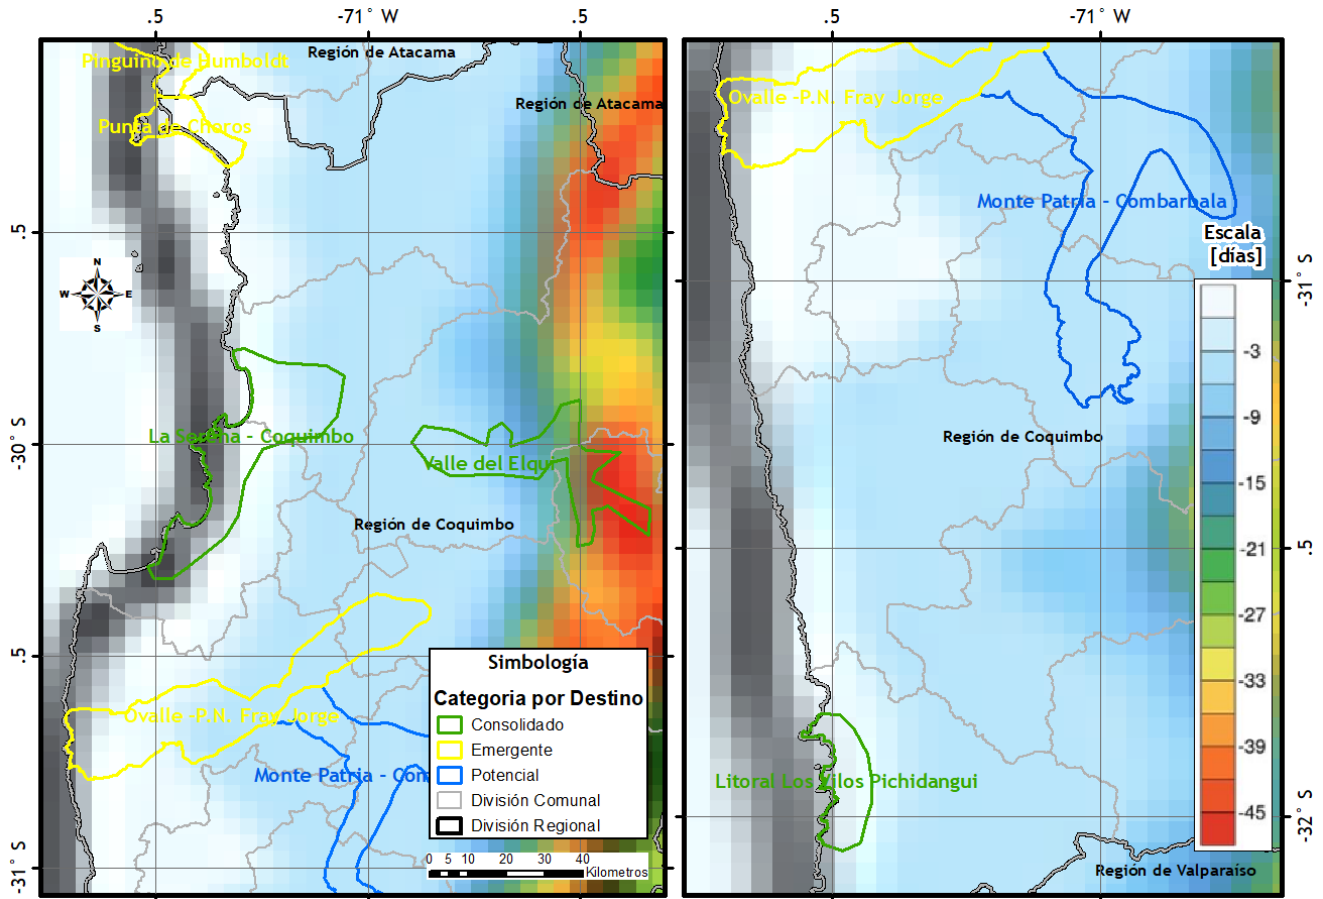 .5
-71° W
.5
.5
-71° W
Pinguino de Humboldt
Región de Atacama
Región de Atacama
Punta de Choros
Ovalle -P.N. Fray Jorge
Monte Patria - Combarbala
Escala
[días]
.5
N
W
E
S
-31° S
-3
-9
-15
-21
-27
-33
-39
-45
La Serena - Coquimbo
-30° S
Valle del Elqui
Región de Coquimbo
Región de Coquimbo
.5
.5
Ovalle -P.N. Fray Jorge
Monte Patria - Com
Simbología
Categoria por Destino
Consolidado
Emergente
Potencial
División Comunal
División Regional
0 5 10 20 30 40
Kilometros
Litoral Los Vilos Pichidangui
-32° S
-31° S
Región de Valparaíso